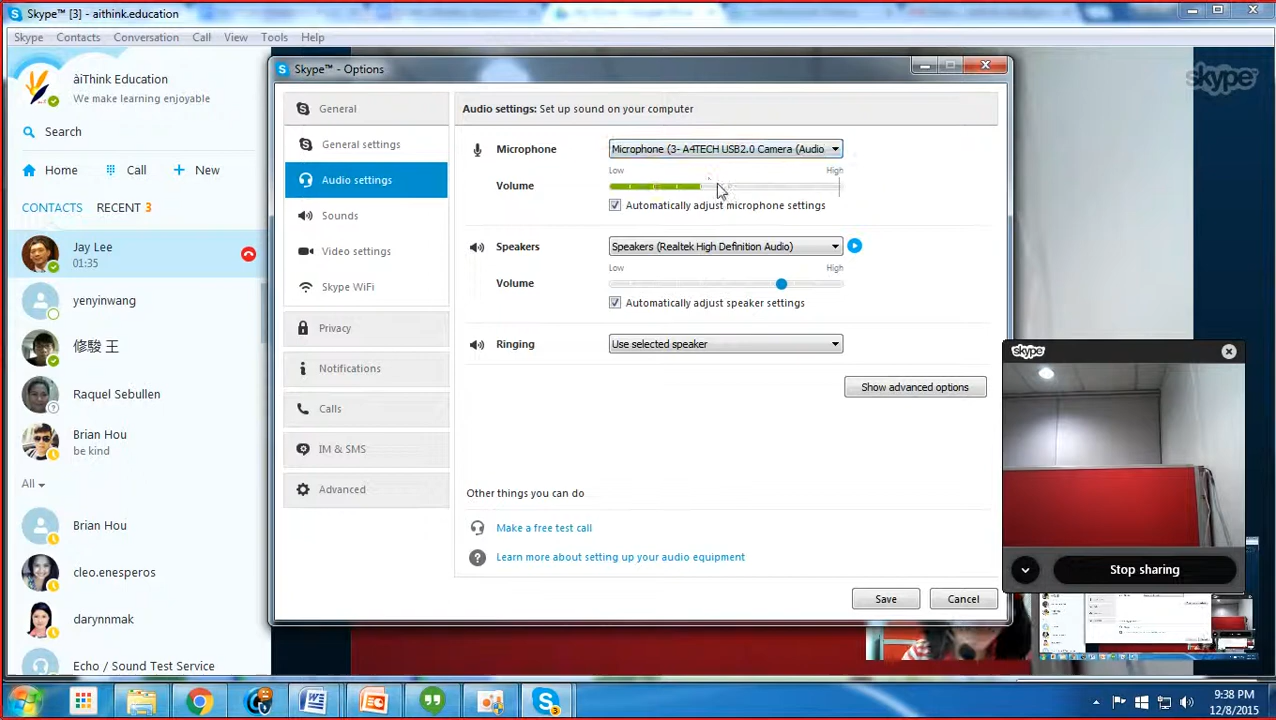 Skype™ [3] - aithink.education
Skype Contacts Conversation Call View Tools Help
skype
àiThink Education
We make learning enjoyable
Search
Home Call New
CONTACTS RECENT 3
Jay Lee
01:35
yenyinwang
修駿 王
Raquel Sebullen
Brian Hou
be kind
All
Brian Hou
cleo.enesperos
darynnmak
Echo / Sound Test Service
Skype™ - Options
General
General settings
Audio settings
Sounds
Video settings
Skype WiFi
Privacy
Notifications
Calls
IM & SMS
Advanced
Audio settings: Set up sound on your computer
Microphone Microphone (3- A4TECH USB2.0 Camera (Audio
Low High
Volume
Automatically adjust microphone settings
Speakers Speakers (Realtek High Definition Audio)
Low High
Volume
Automatically adjust speaker settings
Ringing Use selected speaker
Show advanced options
Other things you can do
Make a free test call
Learn more about setting up your audio equipment
Save Cancel
skype
Stop sharing
9:38 PM
12/8/2015